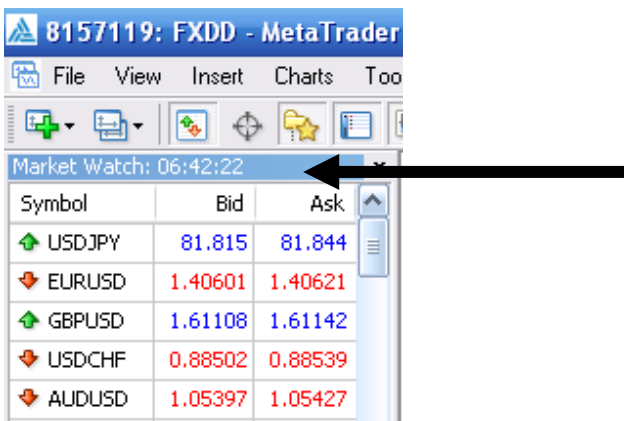 8157119: FXDD - MetaTrader
File View Insert Charts Too
Market Watch: 06:42:22
Symbol Bid Ask
USDJPY 81.815 81.844
EURUSD 1.40601 1.40621
GBPUSD 1.61108 1.61142
USDCHF 0.88502 0.88539
AUDUSD 1.05397 1.05427